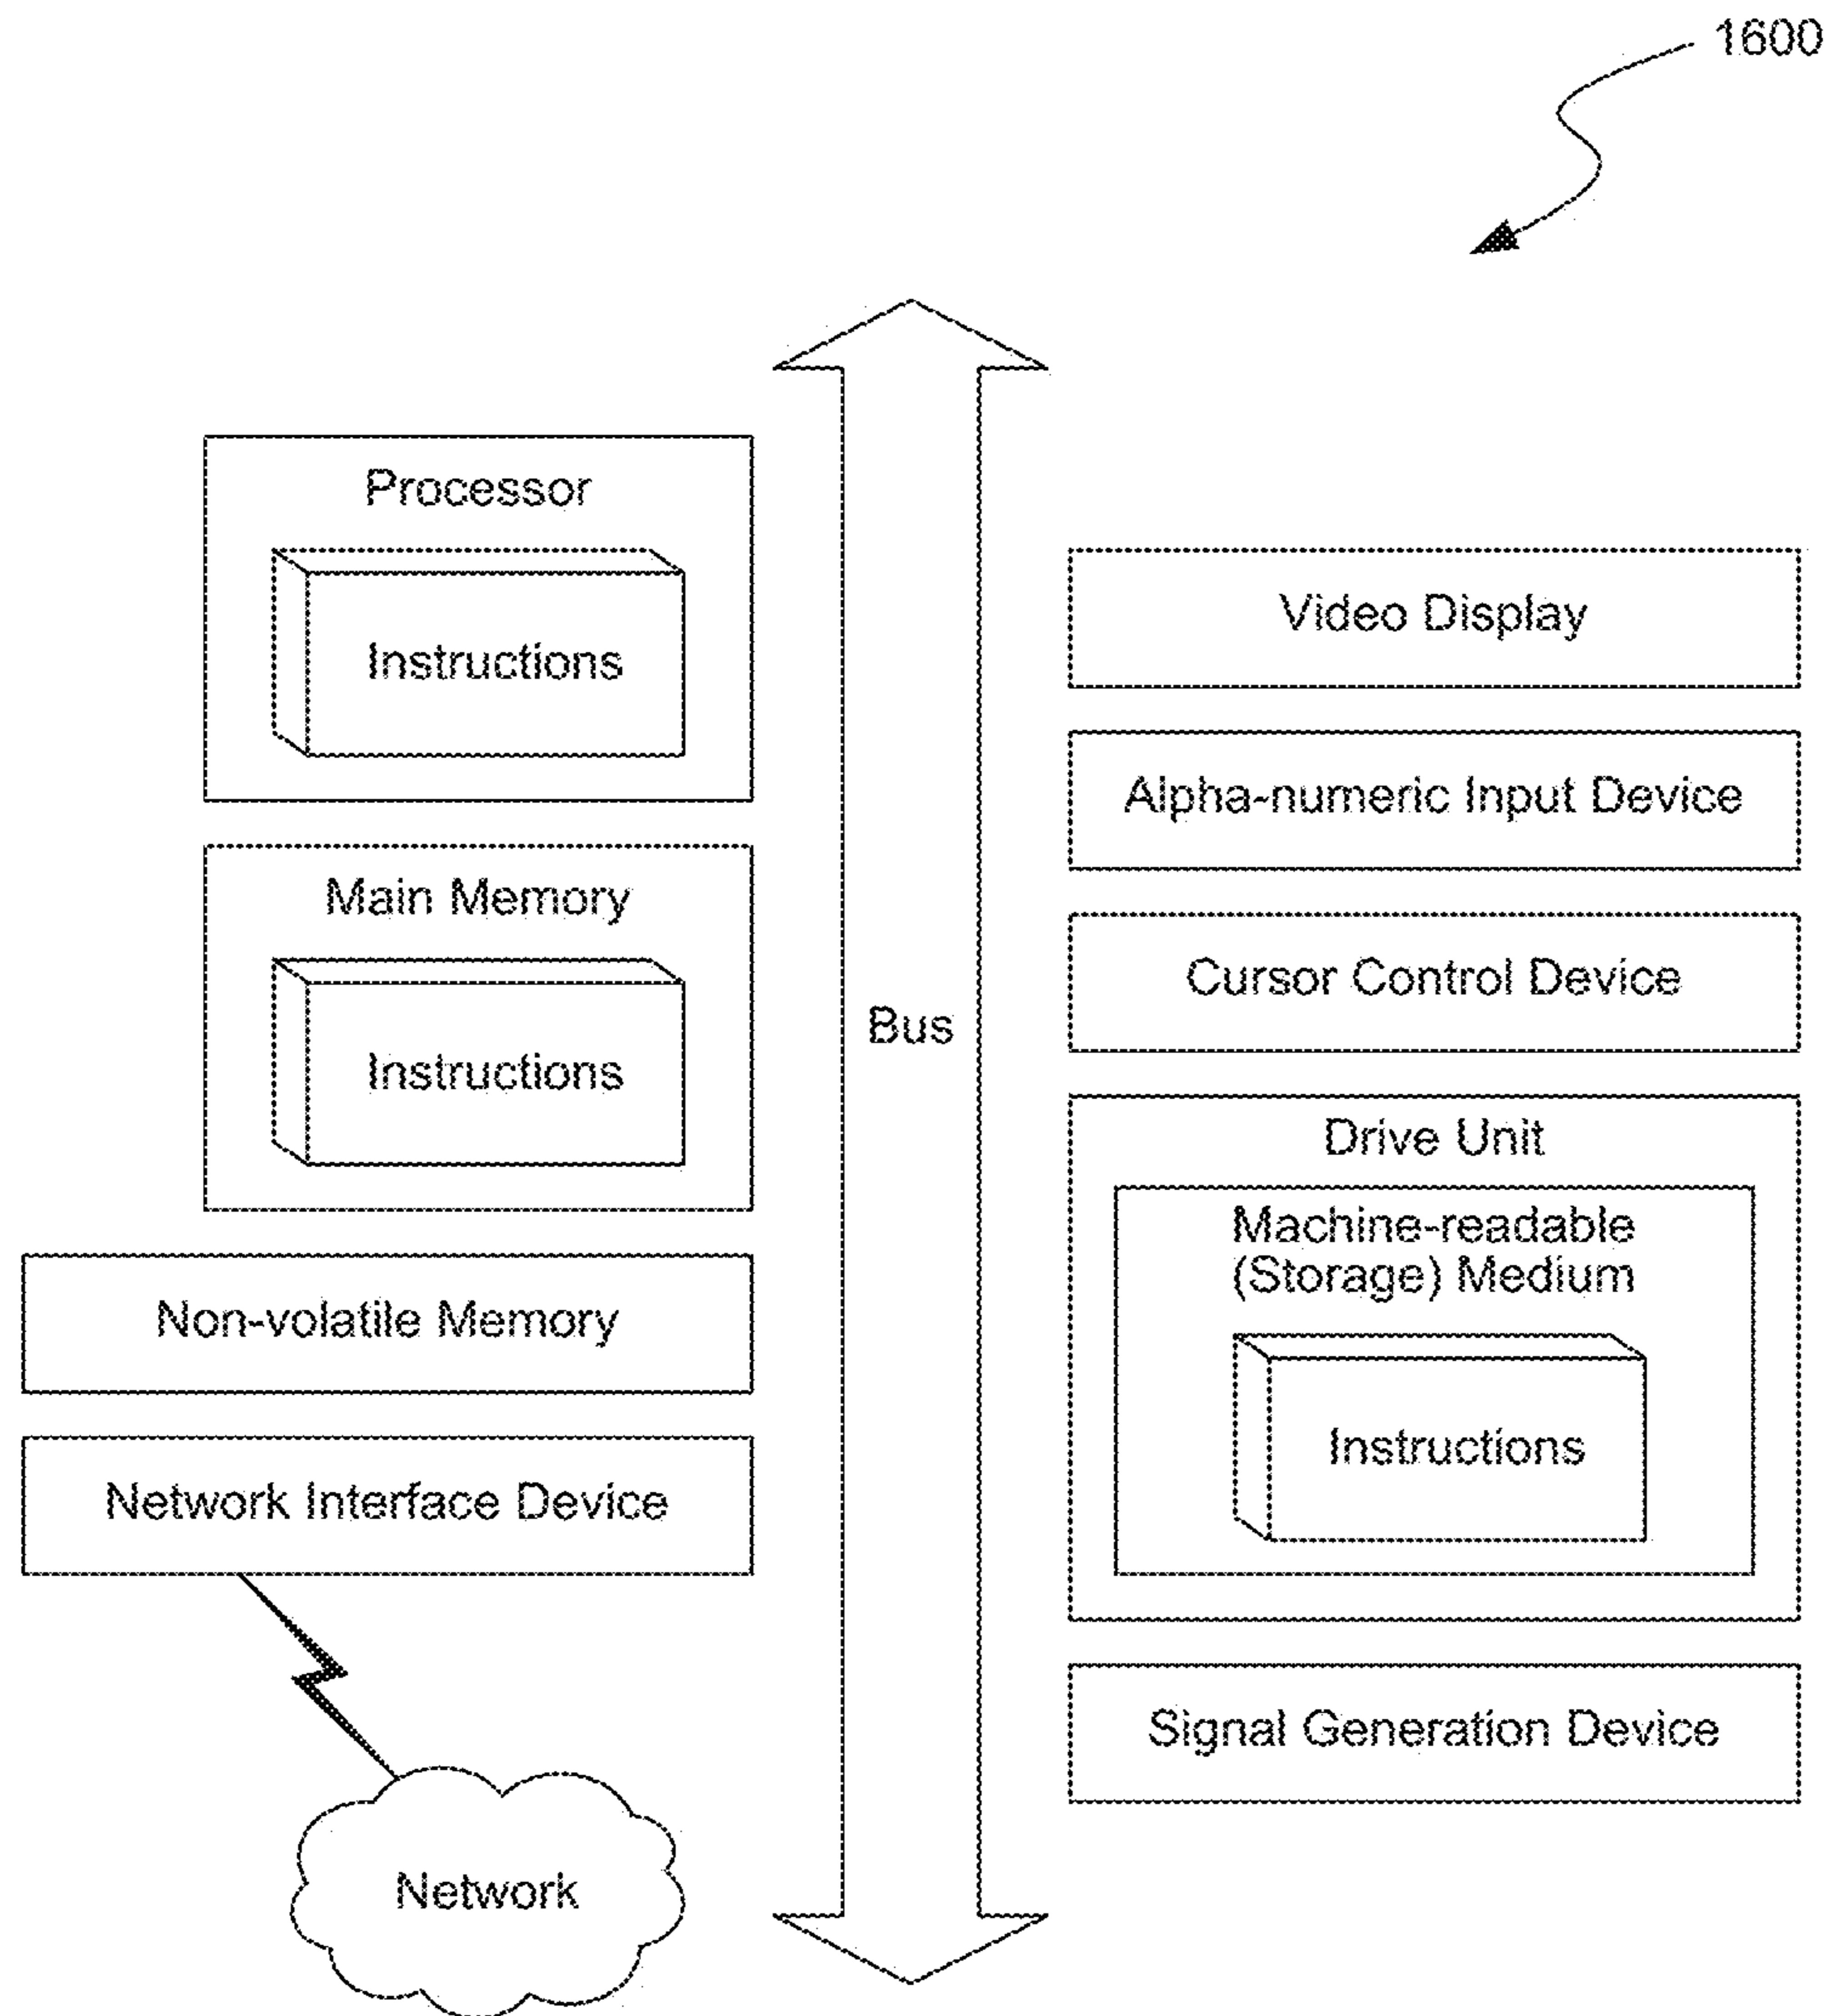 1600
Processor
Instructions
Main Memory
Instructions
Non-volatile Memory
Network Interface Device
Network
Bus
Video Display
Alpha-numeric Input Device
Cursor Control Device
Drive Unit
Machine-readable
(Storage) Medium
Instructions
Signal Generation Device